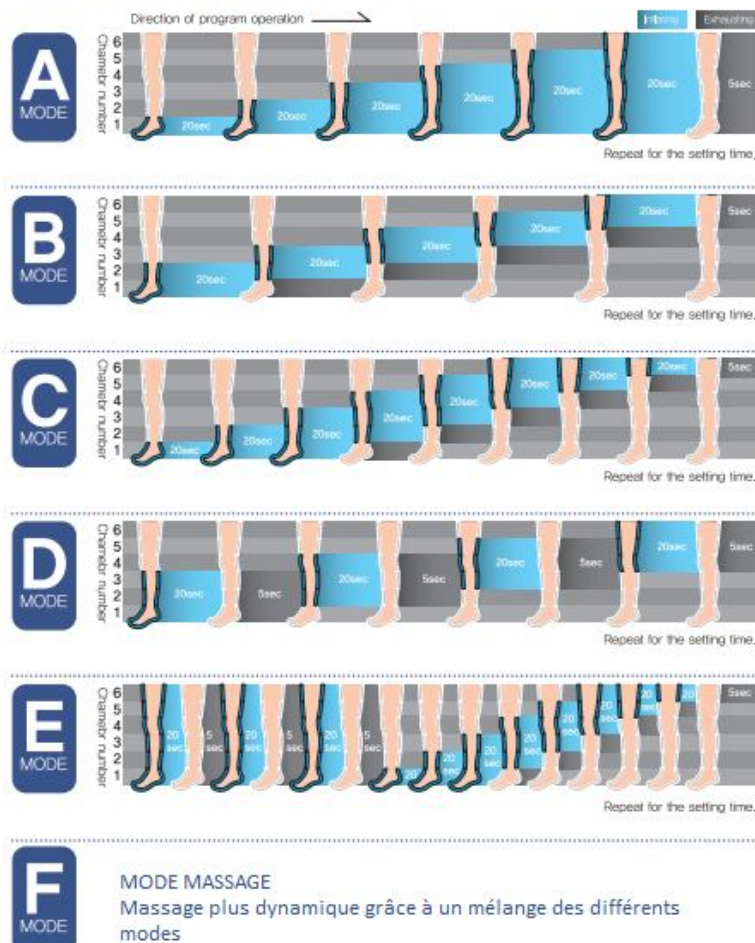 Direction of program operation
Inflating
Exhausting
A
MODE
Chamebr number
6
5
4
3
2
1
20sec
20sec
20sec
20sec
20sec
20sec
5sec
Repeat for the setting time.
B
MODE
Chamebr number
6
5
4
3
2
1
20sec
20sec
20sec
20sec
20sec
5sec
Repeat for the setting time.
C
MODE
Chamebr number
6
5
4
3
2
1
20sec
20sec
20sec
20sec
20sec
20sec
20sec
20sec
5sec
Repeat for the setting time.
D
MODE
Chamebr number
6
5
4
3
2
1
20sec
5sec
20sec
5sec
20sec
5sec
20sec
5sec
Repeat for the setting time.
E
MODE
Chamebr number
6
5
4
3
2
1
20
sec
5
sec
20
sec
5
sec
20
sec
5
sec
20
20
sec
20
sec
20
sec
20
sec
20
sec
20
sec
20
20
5sec
Repeat for the setting time.
F
MODE
MODE MASSAGE
Massage plus dynamique grâce à un mélange des différents
modes